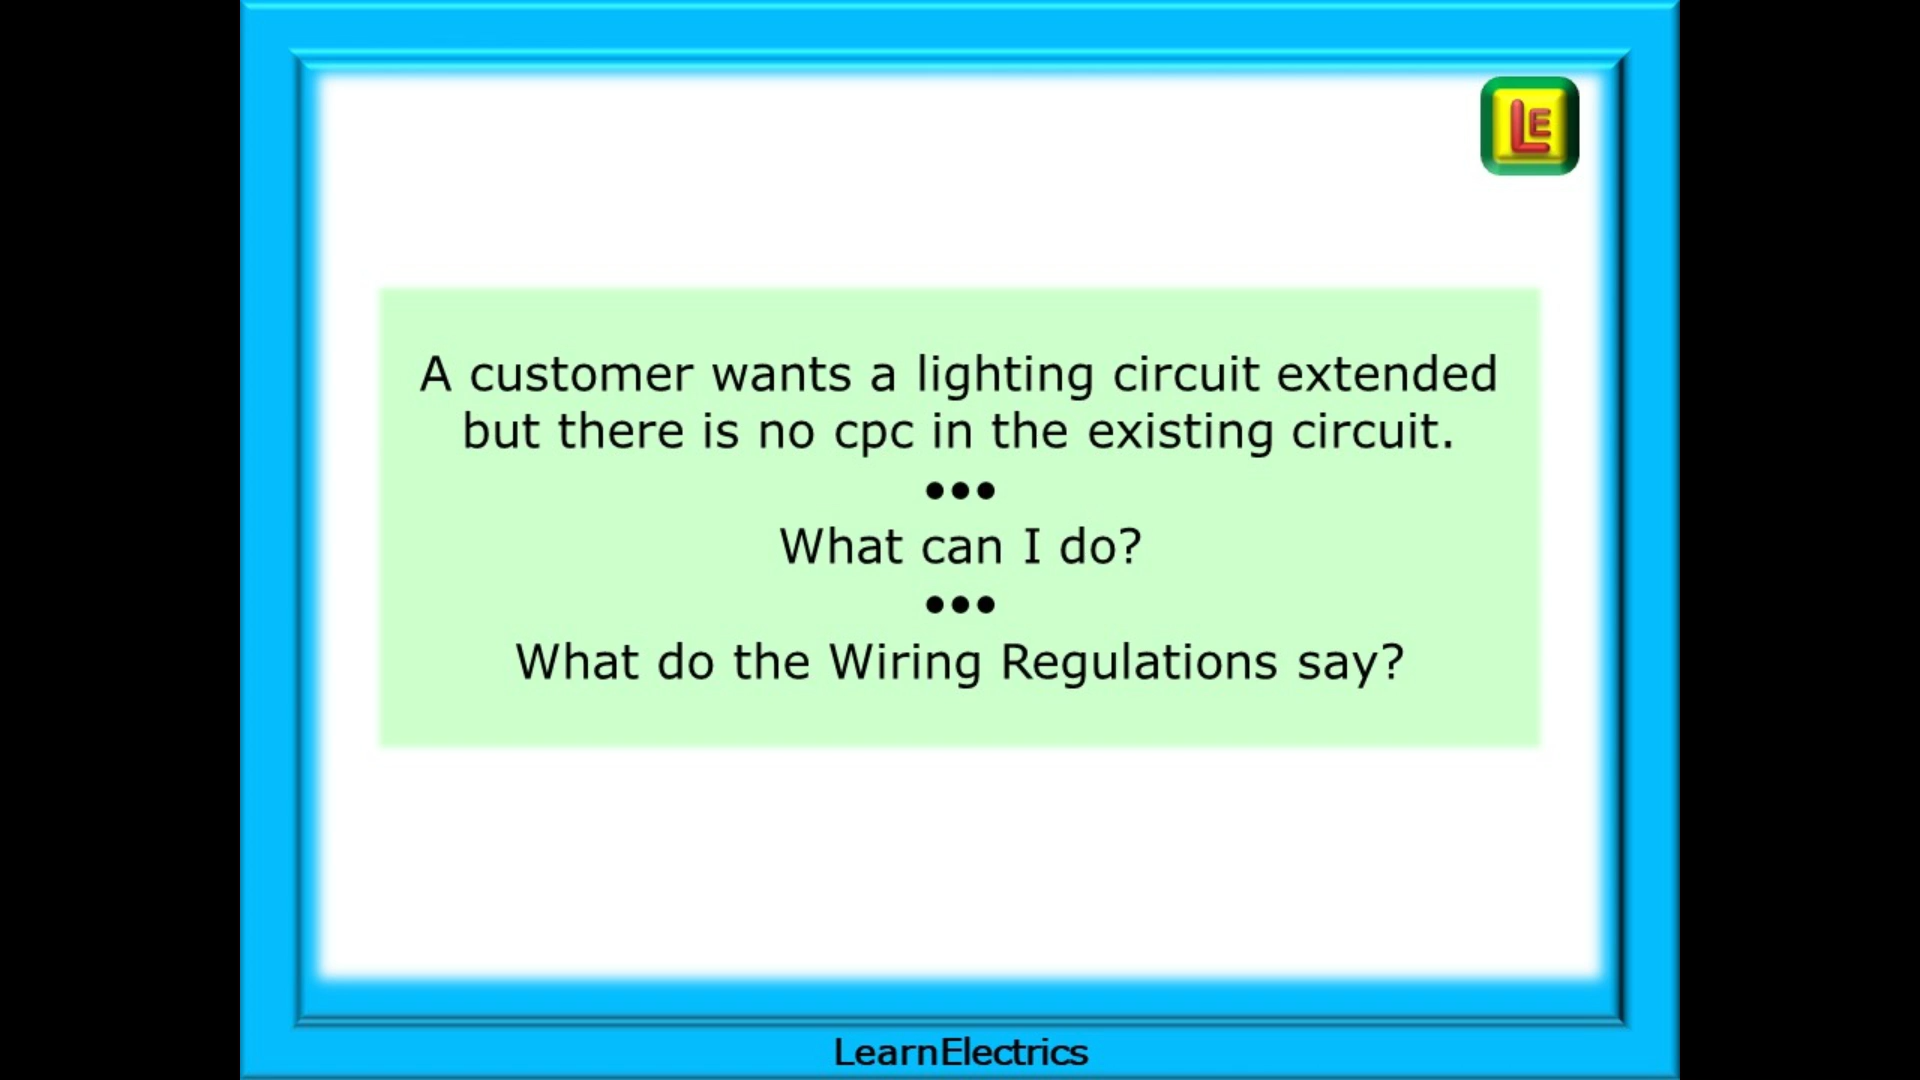 LE
A customer wants a lighting circuit extended
but there is no cpc in the existing circuit.
•••
What can I do?
•••
What do the Wiring Regulations say?
LearnElectrics